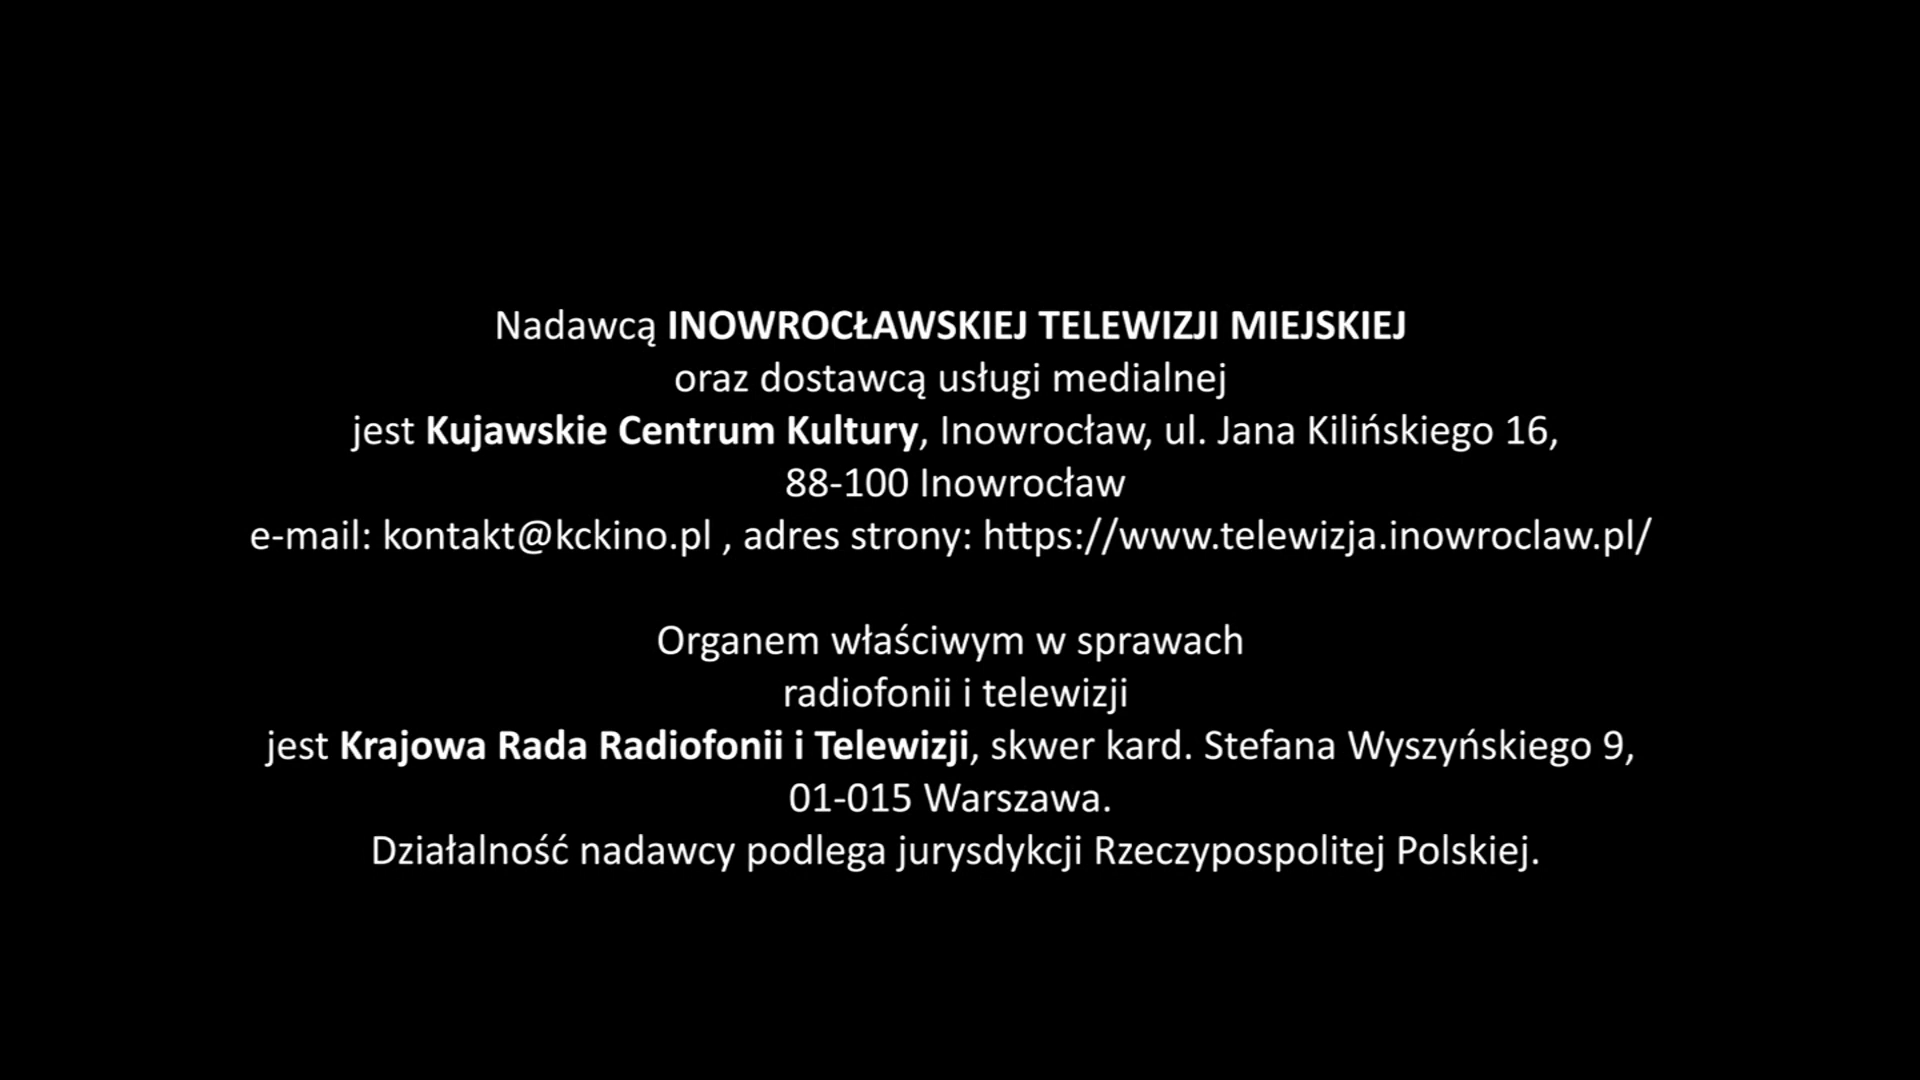 Nadawcą INOWROCŁAWSKIEJ TELEWIZJI MIEJSKIEJ
oraz dostawcą usługi medialnej
jest Kujawskie Centrum Kultury, Inowrocław, ul. Jana Kilińskiego 16,
88-100 Inowrocław
e-mail: kontakt@kckino.pl , adres strony: https://www.telewizja.inowroclaw.pl/
Organem właściwym w sprawach
radiofonii i telewizji
jest Krajowa Rada Radiofonii i Telewizji, skwer kard. Stefana Wyszyńskiego 9,
01-015 Warszawa.
Działalność nadawcy podlega jurysdykcji Rzeczypospolitej Polskiej.